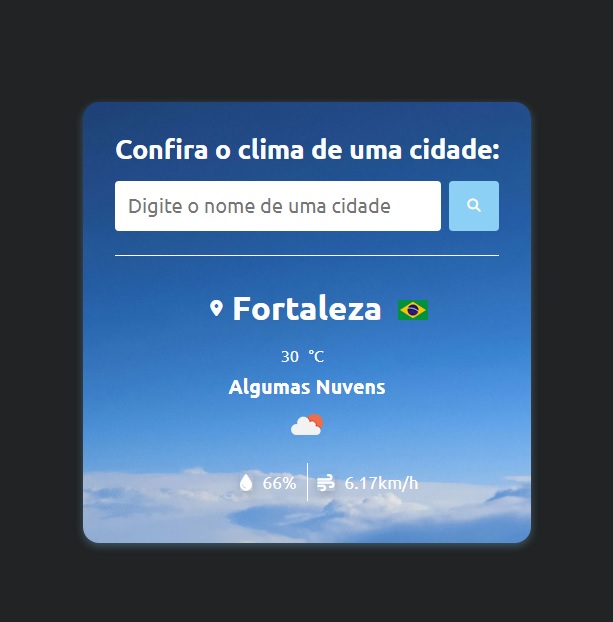 Confira o clima de uma cidade:
Digite o nome de uma cidade
Fortaleza
30 °C
Algumas Nuvens
66% 6.17km/h